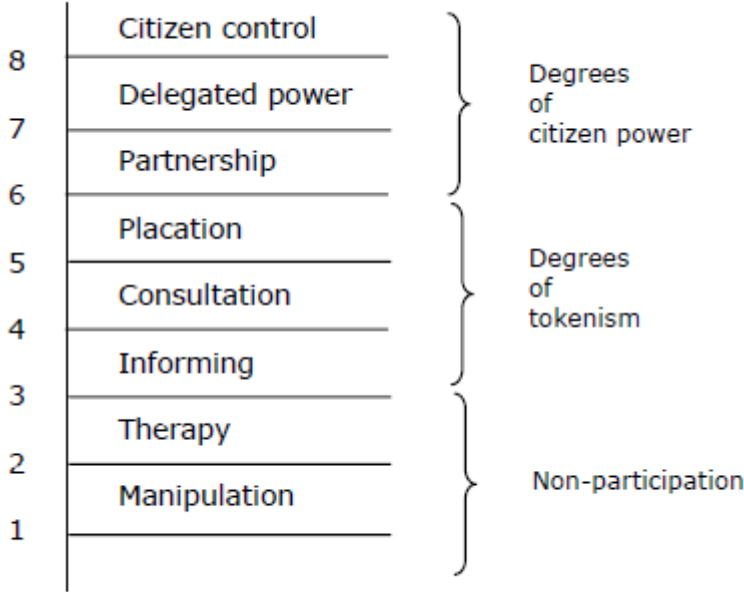 Citizen control
8
Delegated power
7
Partnership
6
Degrees
of
citizen power
Placation
5
Consultation
4
Informing
3
Degrees
of
tokenism
Therapy
2
Manipulation
1
Non-participation